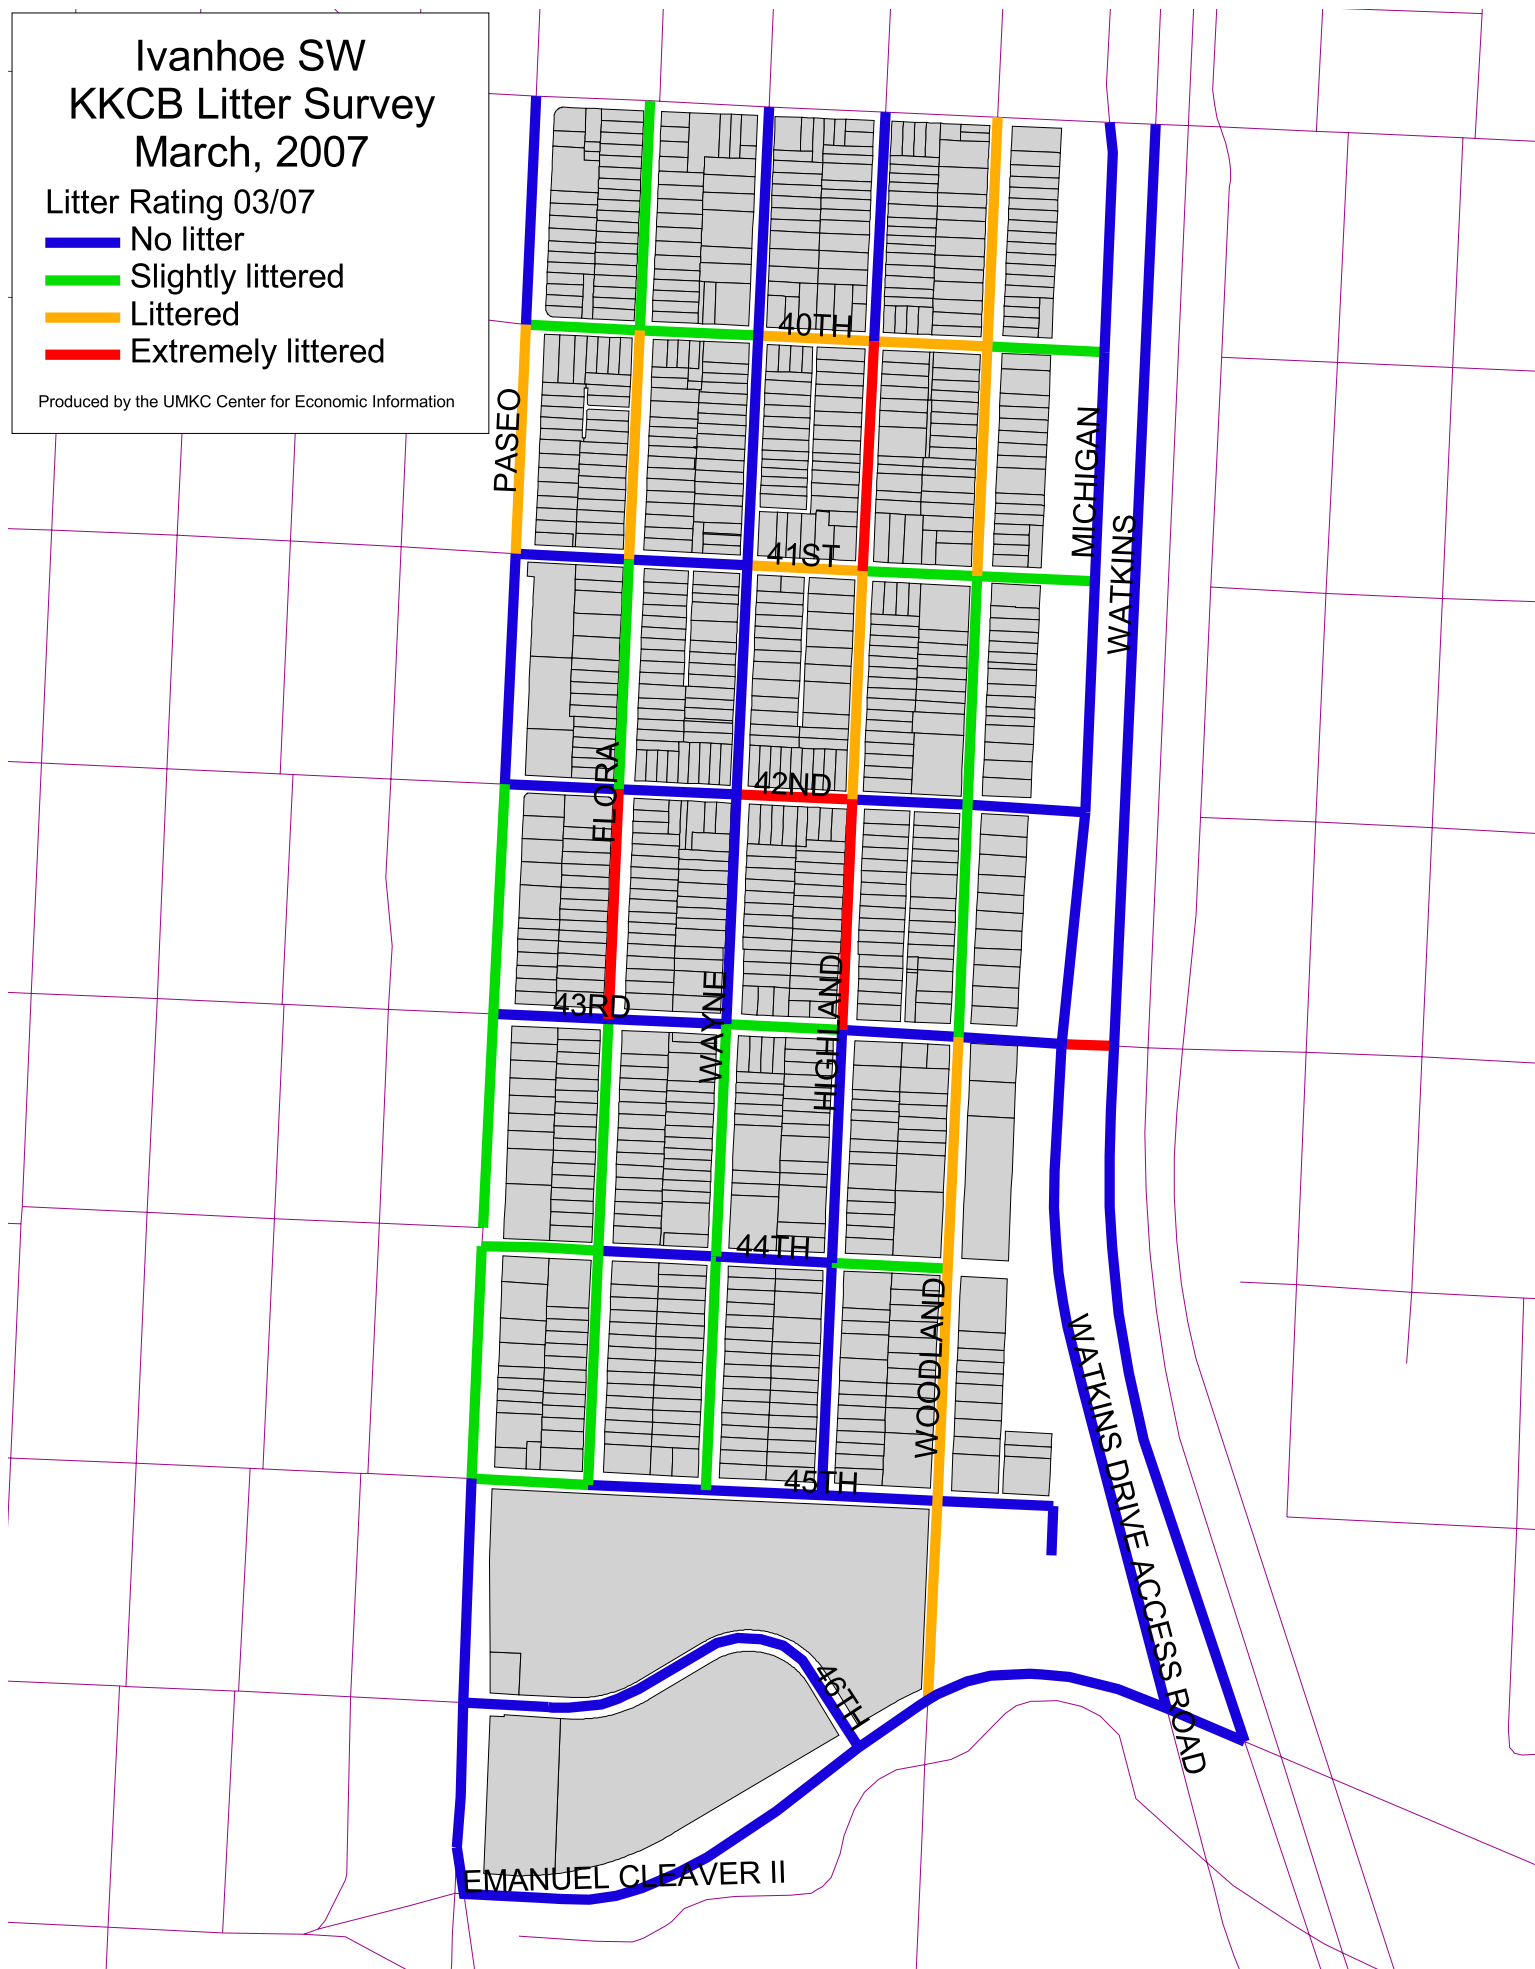 Ivanhoe SW
KKCB Litter Survey
March, 2007
Litter Rating 03/07
No litter
Slightly littered
Littered
Extremely littered
Produced by the UMKC Center for Economic Information
40TH
PASEO
MICHIGAN
WATKINS
41ST
FLORA
42ND
43RD
WAYNE
HIGHLAND
44TH
WOODLAND
WATKINS DRIVE ACCESS ROAD
45TH
46TH
EMANUEL CLEAVER II